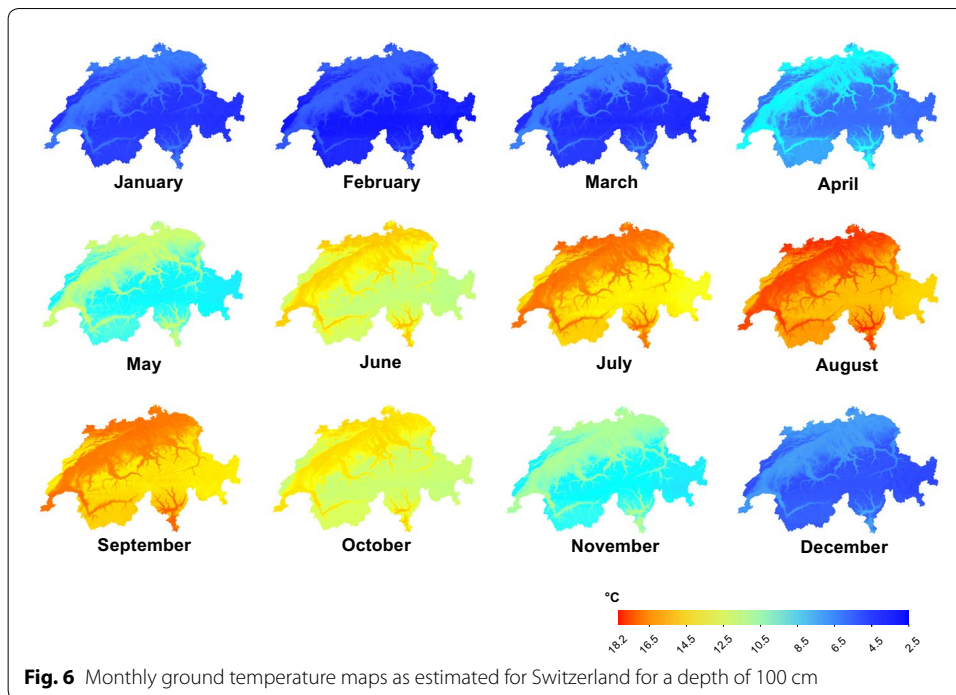 January February March April
May June July August
September October November December
°C
18.2 16.5 14.5 12.5 10.5 8.5 6.5 4.5 2.5
Fig. 6 Monthly ground temperature maps as estimated for Switzerland for a depth of 100 cm